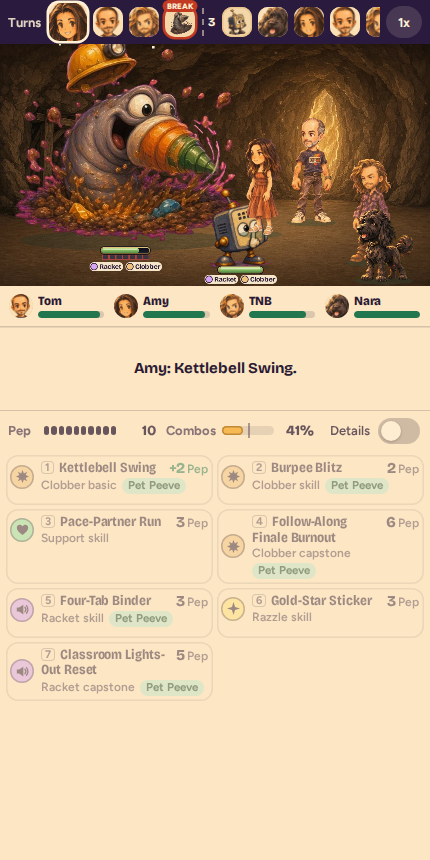 Turns
BREAK
3
1x
Racket Clobber
Racket Clobber
Tom
Amy
TNB
Nara
Amy: Kettlebell Swing.
Pep 10 Combos 41% Details
1 Kettlebell Swing +2 Pep
Clobber basic Pet Peeve
2 Burpee Blitz 2 Pep
Clobber skill Pet Peeve
3 Pace-Partner Run 3 Pep
Support skill
4 Follow-Along 6 Pep
Finale Burnout
Clobber capstone
Pet Peeve
5 Four-Tab Binder 3 Pep
Racket skill Pet Peeve
6 Gold-Star Sticker 3 Pep
Razzle skill
7 Classroom Lights- 5 Pep
Out Reset
Racket capstone Pet Peeve